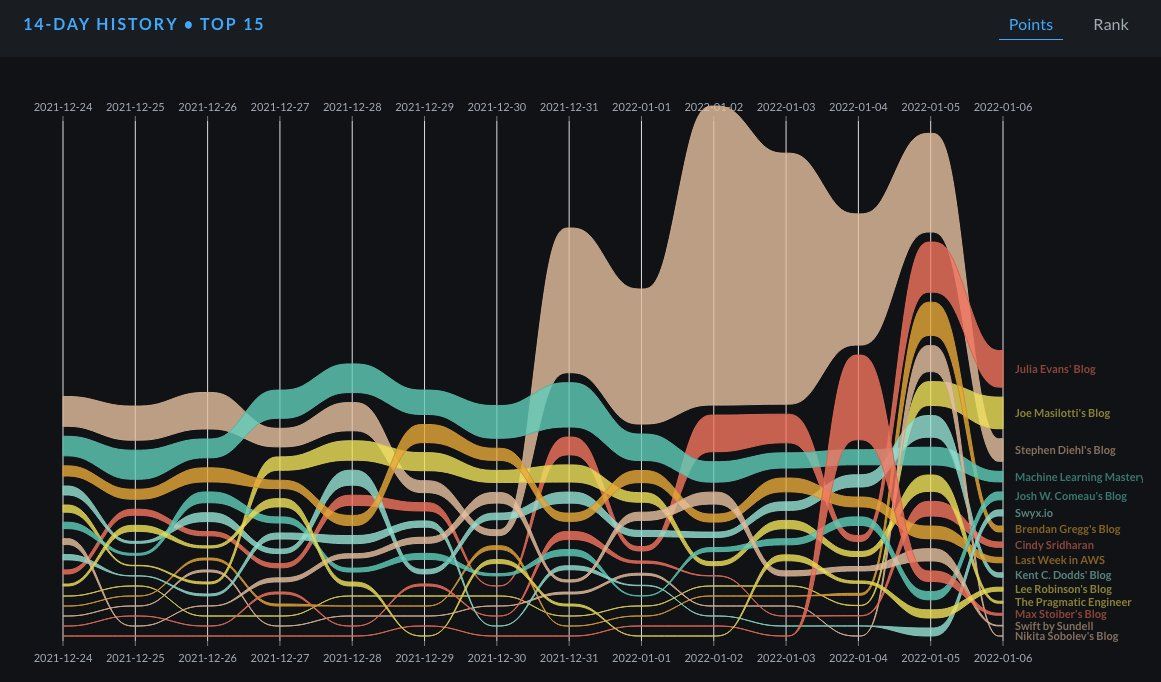 14-DAY HISTORY ● TOP 15
Points Rank
2021-12-24 2021-12-25 2021-12-26 2021-12-27 2021-12-28 2021-12-29 2021-12-30 2021-12-31 2022-01-01 2022-01-02 2022-01-03 2022-01-04 2022-01-05 2022-01-06
Julia Evans' Blog
Joe Masilotti's Blog
Stephen Diehl's Blog
Machine Learning Mastery
Josh W. Comeau's Blog
Swyx.io
Brendan Gregg's Blog
Cindy Sridharan
Last Week in AWS
Kent C. Dodds' Blog
Lee Robinson's Blog
The Pragmatic Engineer
Max Stoiber's Blog
Swift by Sundell
Nikita Sobolev's Blog
2021-12-24 2021-12-25 2021-12-26 2021-12-27 2021-12-28 2021-12-29 2021-12-30 2021-12-31 2022-01-01 2022-01-02 2022-01-03 2022-01-04 2022-01-05 2022-01-06